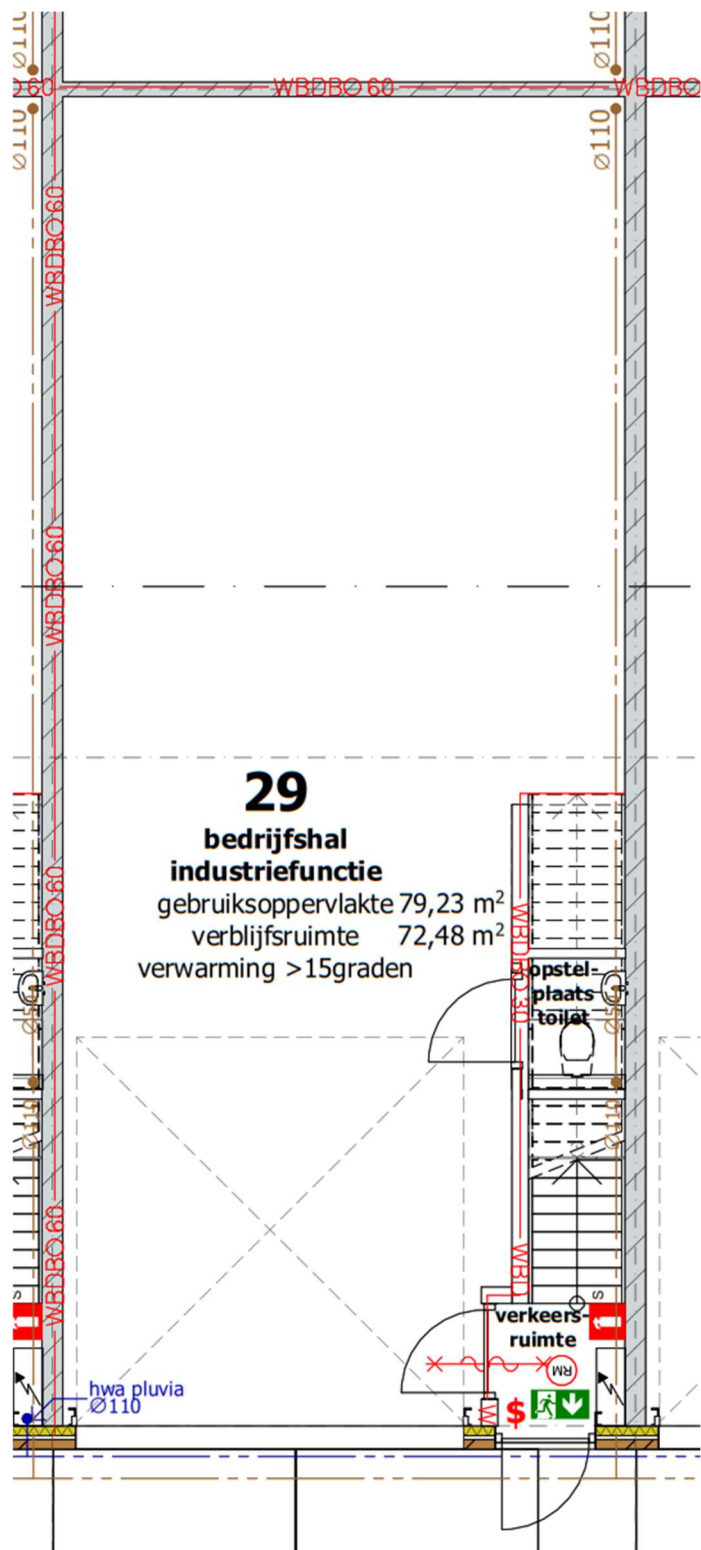 Ø110
Ø110
O 60
WBDBO 60
WBDBO
Ø110
Ø110
WBDBO 60
WBDBO 60
29
bedrijfshal
industriefunctie
gebruiksoppervlakte 79,23 m²
verblijfsruimte 72,48 m²
verwarming >15graden
WBDBO 60
WBDBO 30
opstel-
plaats
toilet
Ø50
Ø50
Ø110
Ø110
WBDBO 60
WBD
S
S
verkeers-
ruimte
RM
hwa pluvia
Ø110
W
$